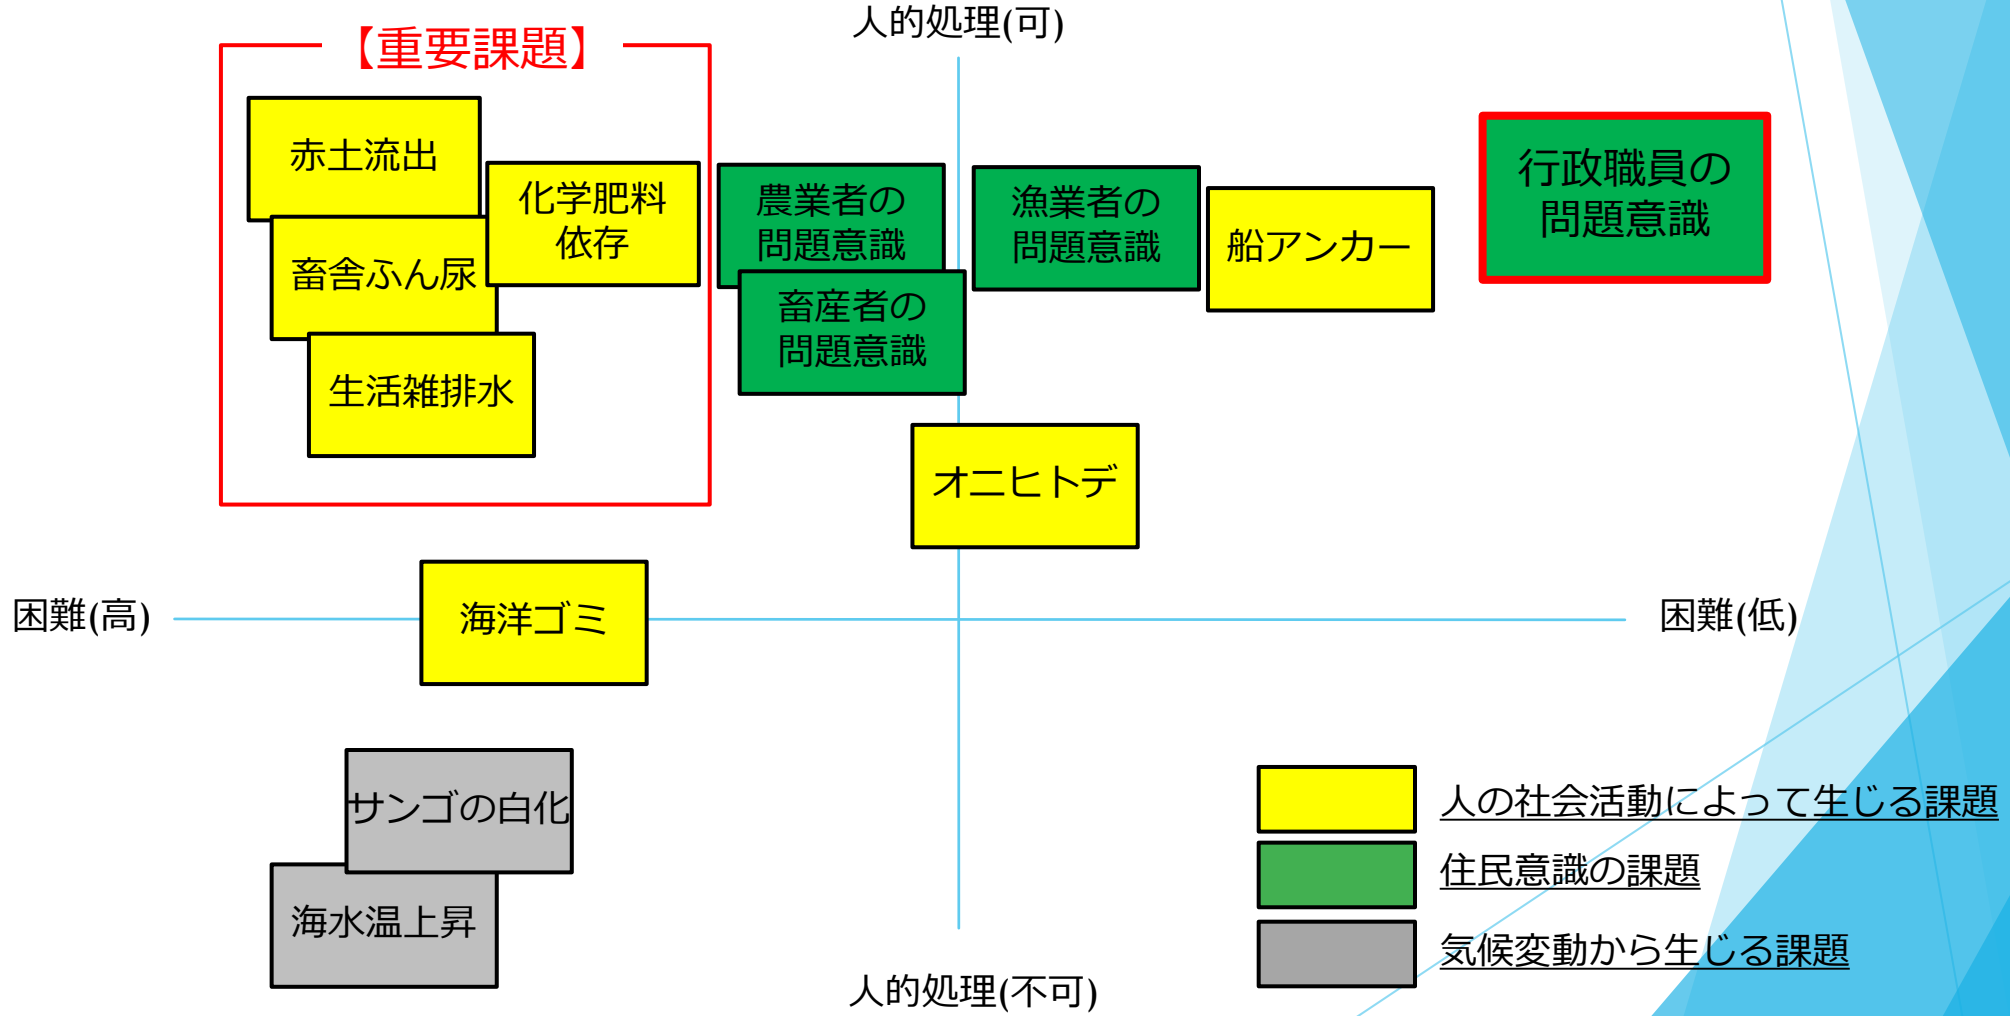 人的処理(可)
【重要課題】
赤土流出
化学肥料
依存
畜舎ふん尿
生活雑排水
農業者の
問題意識
畜産者の
問題意識
漁業者の
問題意識
船アンカー
行政職員の
問題意識
オニヒトデ
困難(高)
海洋ゴミ
困難(低)
サンゴの白化
海水温上昇
人的処理(不可)
人の社会活動によって生じる課題
住民意識の課題
気候変動から生じる課題